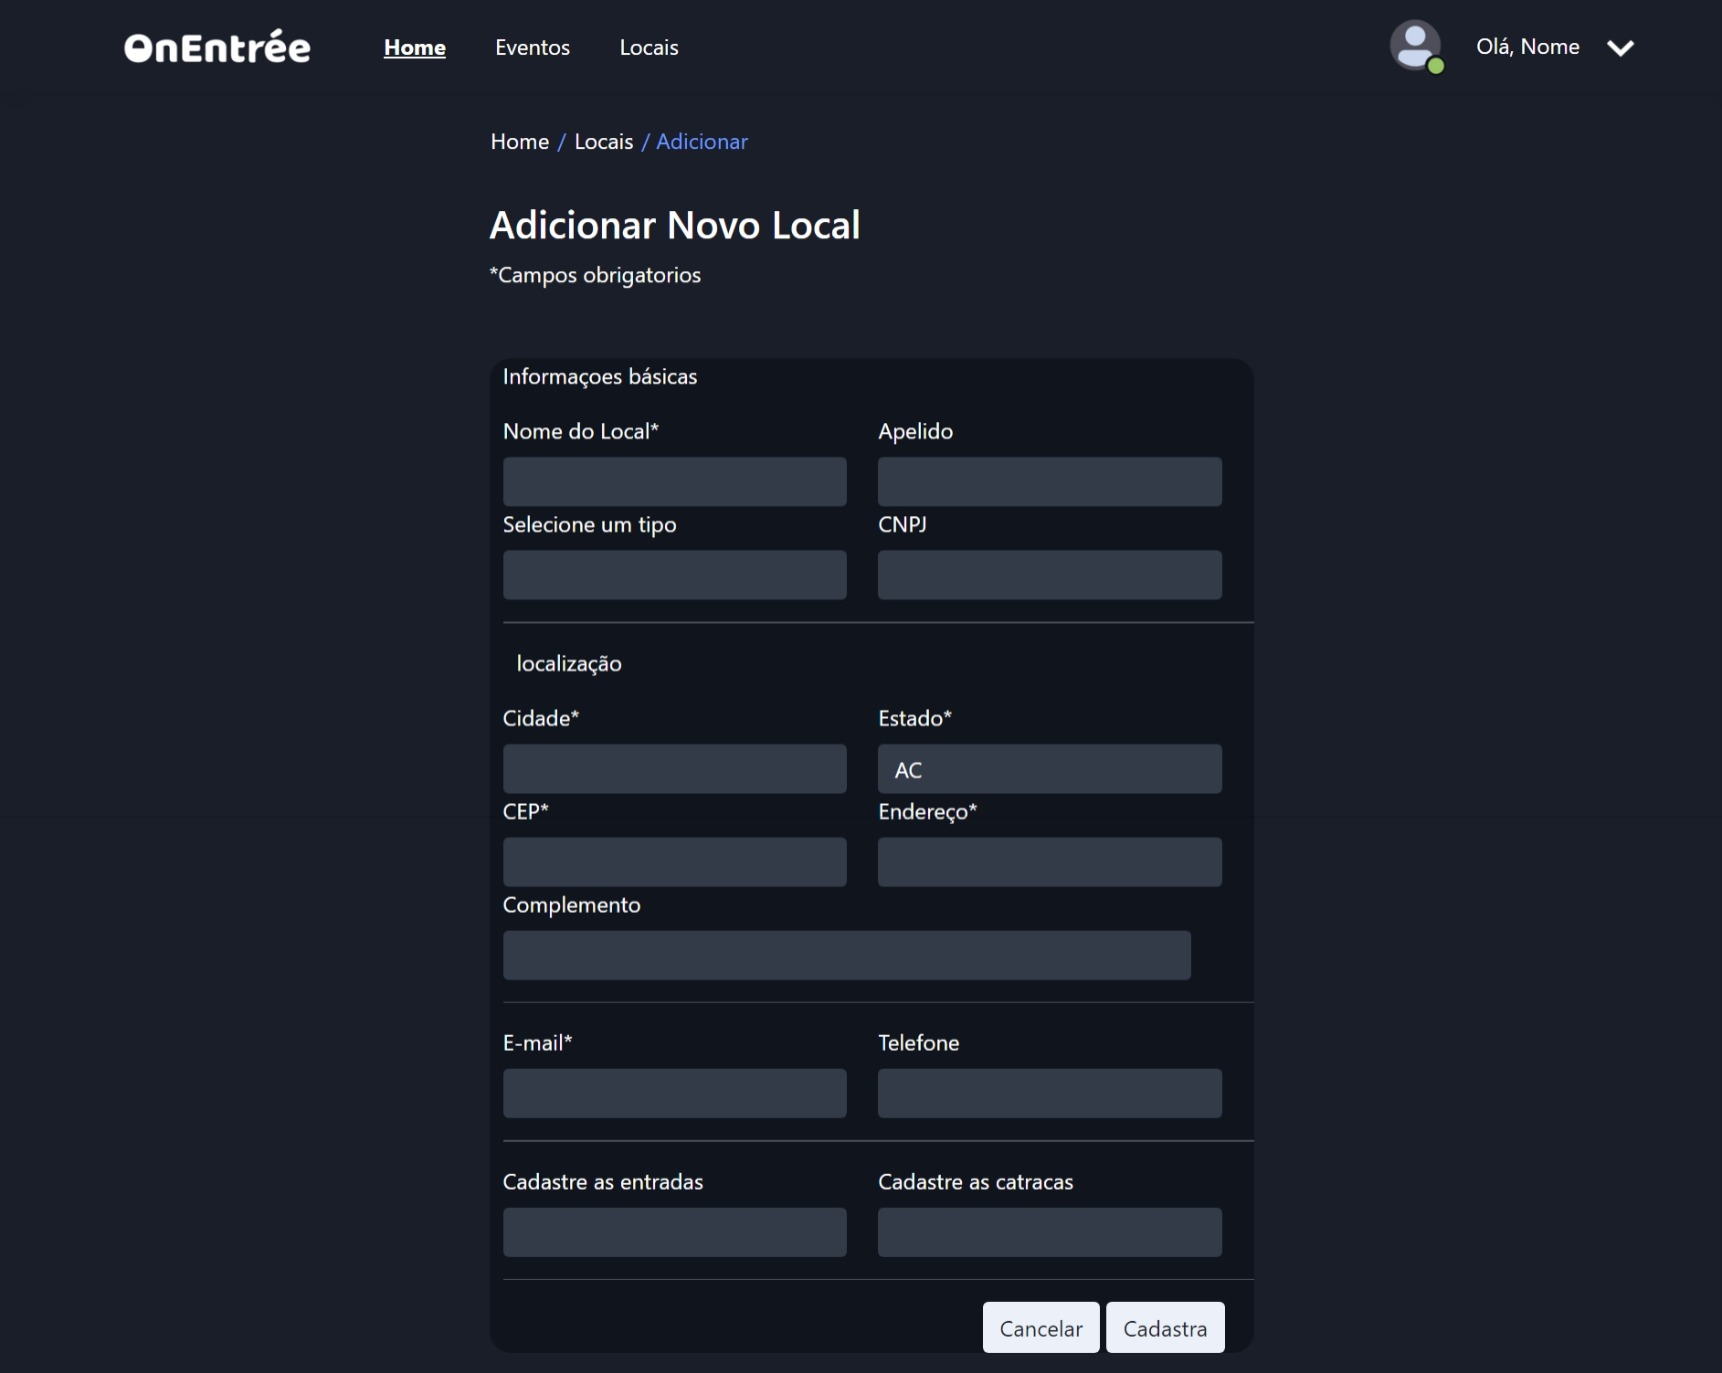 OnEntrée Home Eventos Locais Olá, Nome
Home / Locais / Adicionar
Adicionar Novo Local
*Campos obrigatorios
Informaçoes básicas
Nome do Local* Apelido
Selecione um tipo CNPJ
localização
Cidade* Estado*
AC
CEP* Endereço*
Complemento
E-mail* Telefone
Cadastre as entradas Cadastre as catracas
Cancelar Cadastra